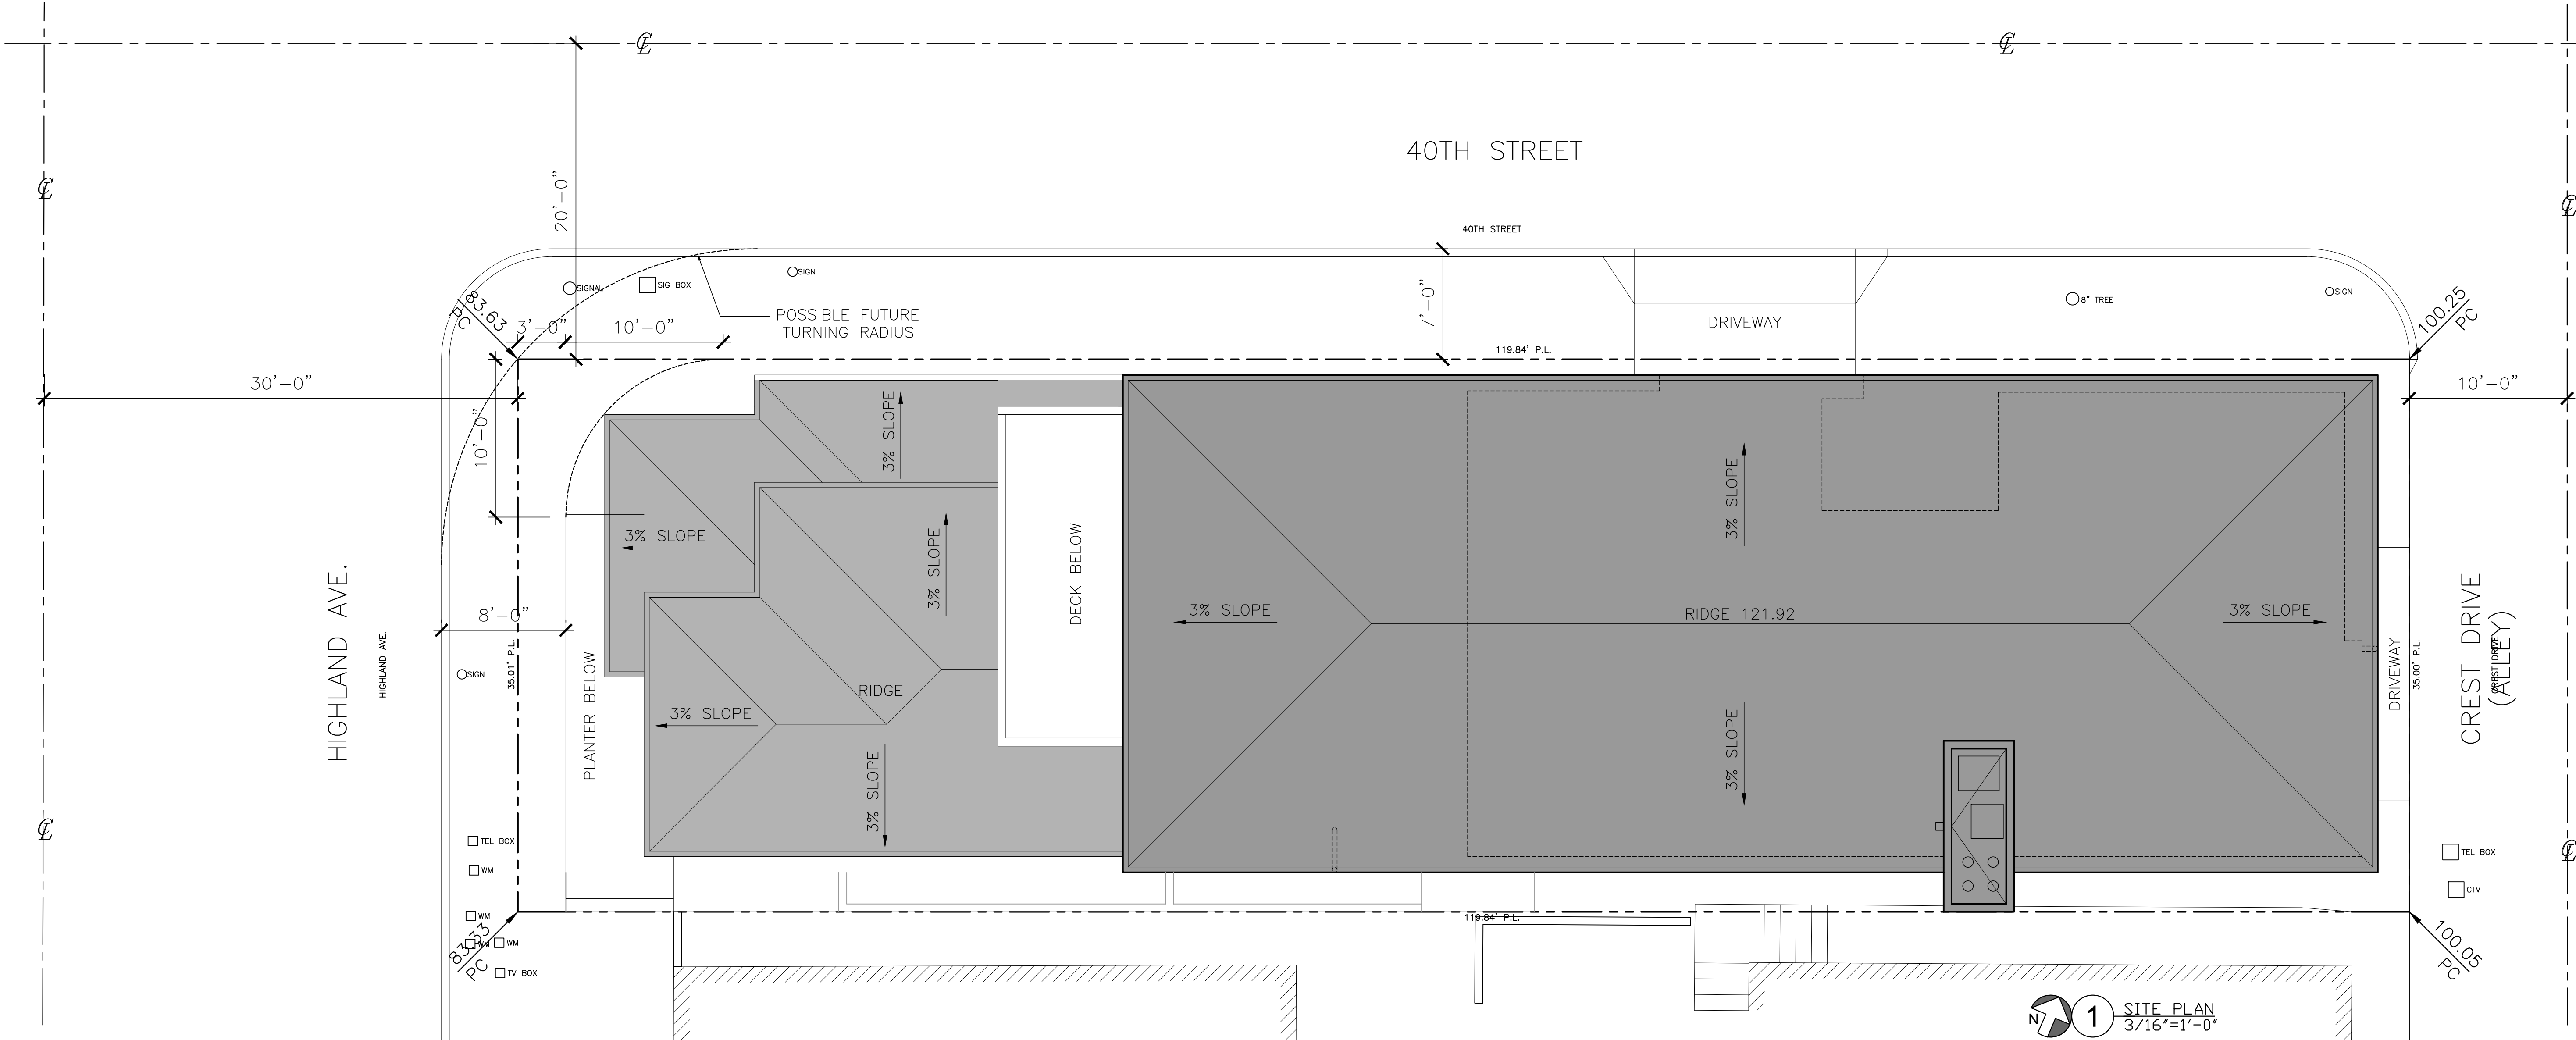 ℄
℄
℄
℄
40TH STREET
20'-0"
40TH STREET
SIGN
SIGNAL
SIG BOX
SIGN
8" TREE
83.63
PC
100.25
PC
3'-0"
10'-0"
POSSIBLE FUTURE
TURNING RADIUS
7'-0"
DRIVEWAY
119.84' P.L.
30'-0"
10'-0"
10'-0"
3% SLOPE
3% SLOPE
3% SLOPE
3% SLOPE
DECK BELOW
HIGHLAND AVE.
HIGHLAND AVE.
8'-0"
35.01' P.L.
SIGN
PLANTER BELOW
3% SLOPE
RIDGE
3% SLOPE
3% SLOPE
RIDGE 121.92
3% SLOPE
3% SLOPE
DRIVEWAY
35.00' P.L.
CREST DRIVE
(ALLEY)
CREST DRIVE
℄
℄
TEL BOX
WM
WM
WM
WM
TV BOX
TEL BOX
CTV
83.33
PC
119.84' P.L.
100.05
PC
N
1
SITE PLAN
3/16"=1'-0"